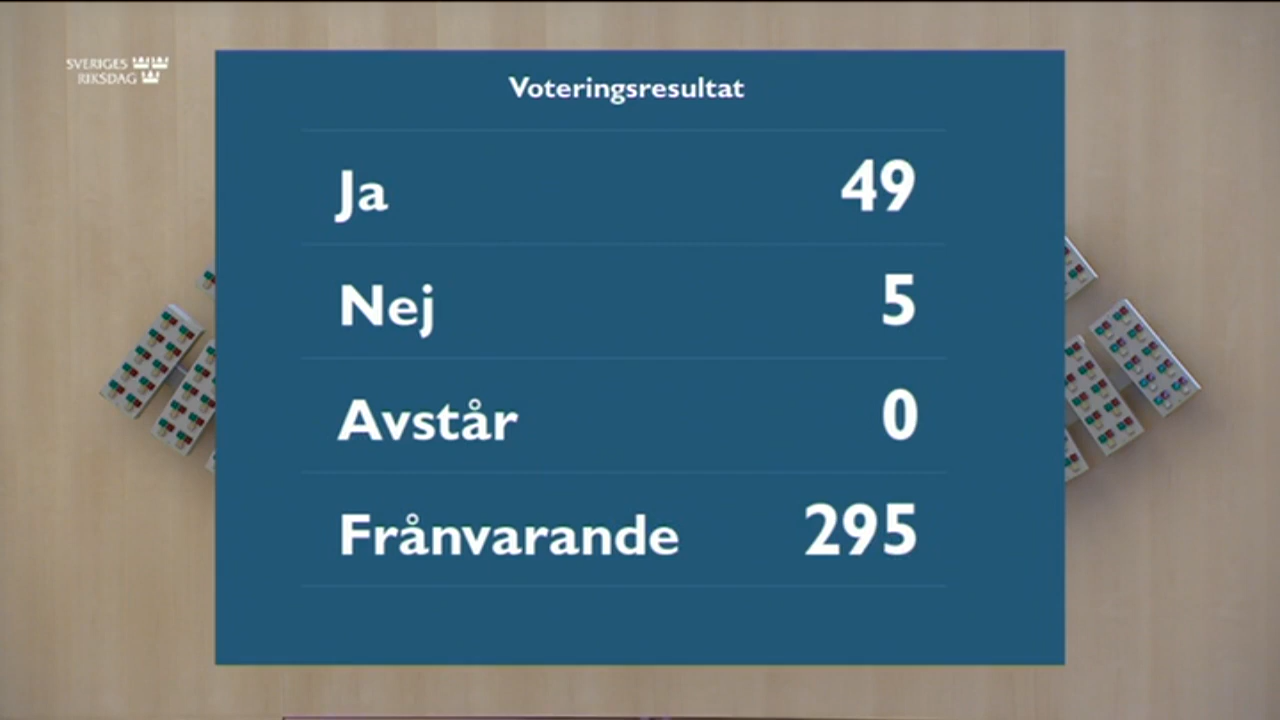 SVERIGES
RIKSDAG
Voteringsresultat
Ja 49
Nej 5
Avstår 0
Frånvarande 295